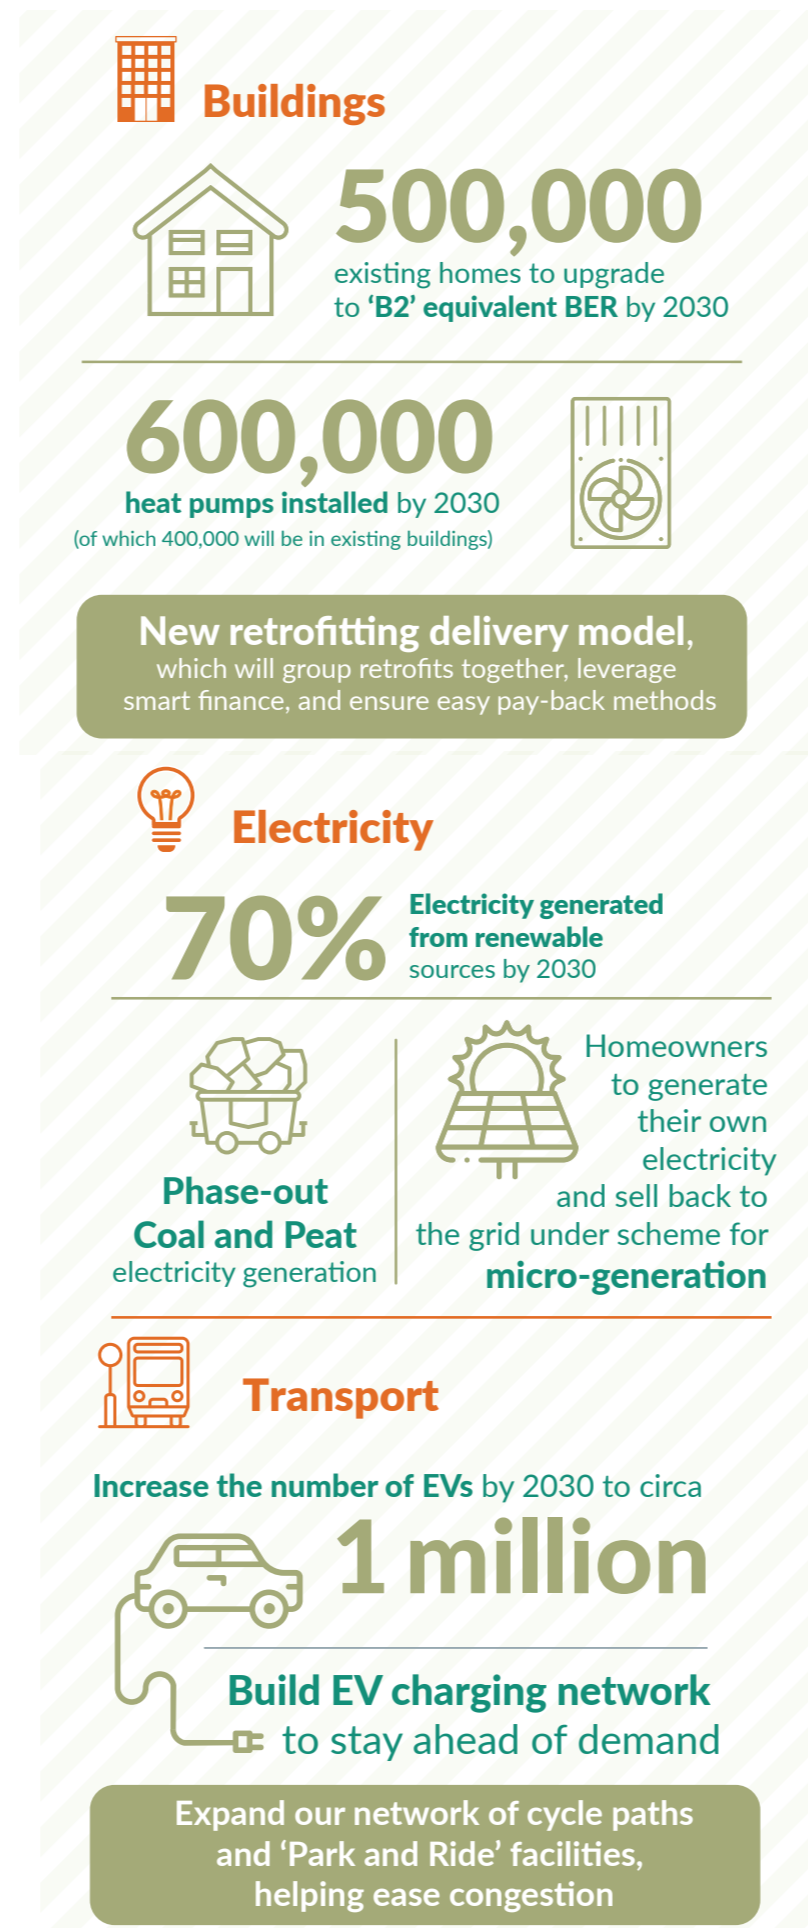 Buildings
500,000
existing homes to upgrade
to ‘B2’ equivalent BER by 2030
600,000
heat pumps installed by 2030
(of which 400,000 will be in existing buildings)
New retrofitting delivery model,
which will group retrofits together, leverage
smart finance, and ensure easy pay-back methods
Electricity
70%
Electricity generated
from renewable
sources by 2030
Phase-out
Coal and Peat
electricity generation
Homeowners
to generate
their own
electricity
and sell back to
the grid under scheme for
micro-generation
Transport
Increase the number of EVs by 2030 to circa
1 million
Build EV charging network
to stay ahead of demand
Expand our network of cycle paths
and ‘Park and Ride’ facilities,
helping ease congestion